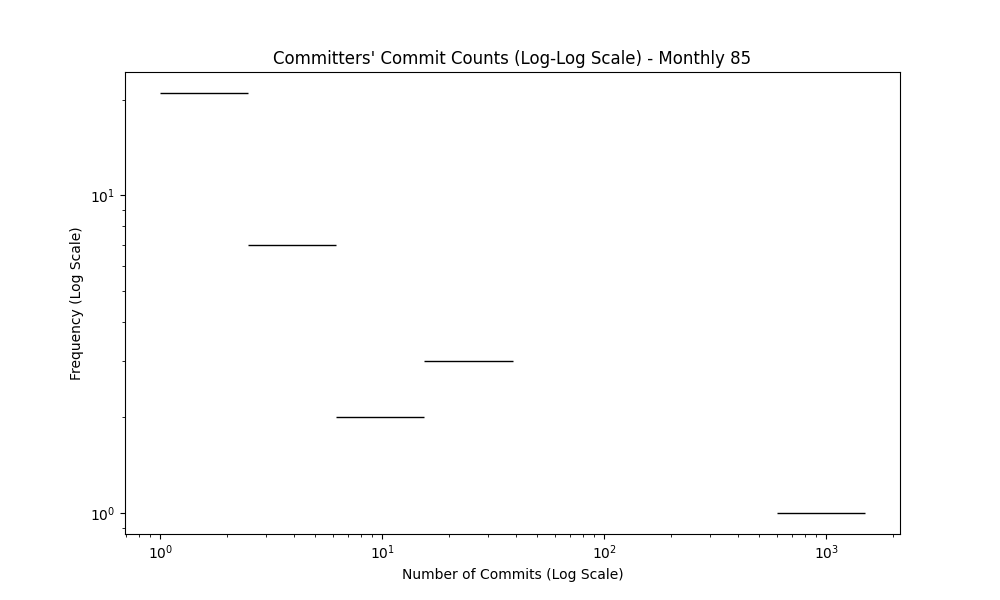 Committers' Commit Counts (Log-Log Scale) - Monthly 85
Frequency (Log Scale)
10¹
10⁰
10⁰ 10¹ 10² 10³
Number of Commits (Log Scale)